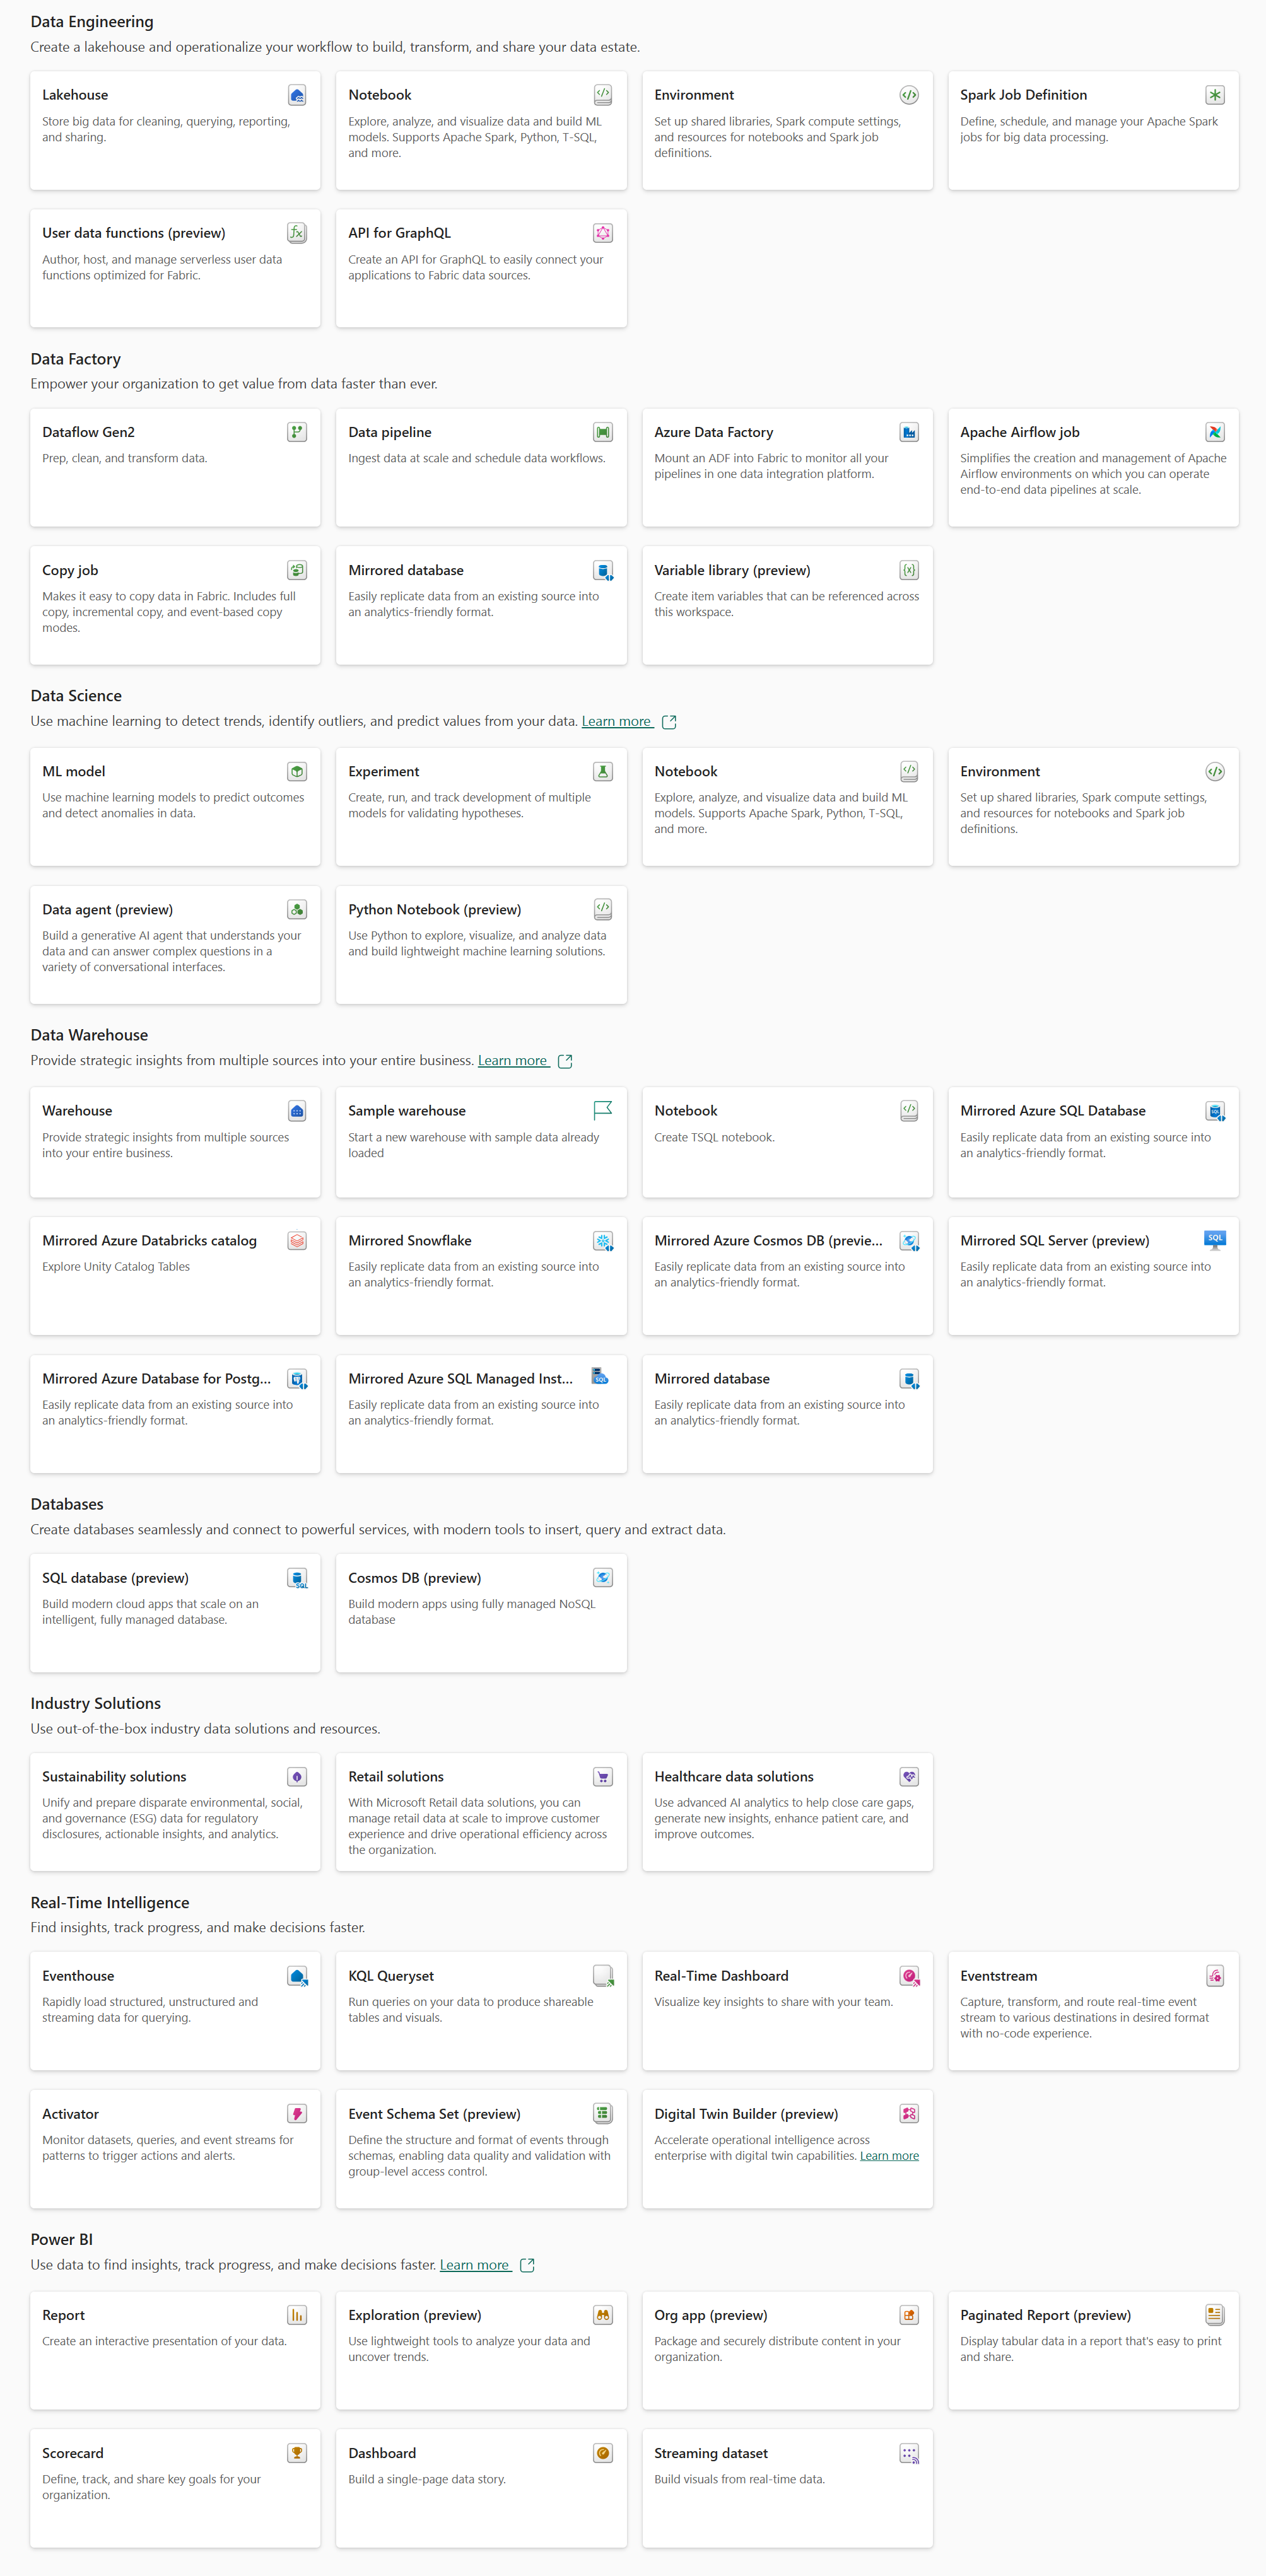 Data Engineering
Create a lakehouse and operationalize your workflow to build, transform, and share your data estate.
Lakehouse
Store big data for cleaning, querying, reporting,
and sharing.
Notebook
Explore, analyze, and visualize data and build ML
models. Supports Apache Spark, Python, T-SQL,
and more.
Environment
Set up shared libraries, Spark compute settings,
and resources for notebooks and Spark job
definitions.
Spark Job Definition
Define, schedule, and manage your Apache Spark
jobs for big data processing.
User data functions (preview)
Author, host, and manage serverless user data
functions optimized for Fabric.
API for GraphQL
Create an API for GraphQL to easily connect your
applications to Fabric data sources.
Data Factory
Empower your organization to get value from data faster than ever.
Dataflow Gen2
Prep, clean, and transform data.
Data pipeline
Ingest data at scale and schedule data workflows.
Azure Data Factory
Mount an ADF into Fabric to monitor all your
pipelines in one data integration platform.
Apache Airflow job
Simplifies the creation and management of Apache
Airflow environments on which you can operate
end-to-end data pipelines at scale.
Copy job
Makes it easy to copy data in Fabric. Includes full
copy, incremental copy, and event-based copy
modes.
Mirrored database
Easily replicate data from an existing source into
an analytics-friendly format.
Variable library (preview)
Create item variables that can be referenced across
this workspace.
Data Science
Use machine learning to detect trends, identify outliers, and predict values from your data. Learn more
ML model
Use machine learning models to predict outcomes
and detect anomalies in data.
Experiment
Create, run, and track development of multiple
models for validating hypotheses.
Notebook
Explore, analyze, and visualize data and build ML
models. Supports Apache Spark, Python, T-SQL,
and more.
Environment
Set up shared libraries, Spark compute settings,
and resources for notebooks and Spark job
definitions.
Data agent (preview)
Build a generative AI agent that understands your
data and can answer complex questions in a
variety of conversational interfaces.
Python Notebook (preview)
Use Python to explore, visualize, and analyze data
and build lightweight machine learning solutions.
Data Warehouse
Provide strategic insights from multiple sources into your entire business. Learn more
Warehouse
Provide strategic insights from multiple sources
into your entire business.
Sample warehouse
Start a new warehouse with sample data already
loaded
Notebook
Create TSQL notebook.
Mirrored Azure SQL Database
Easily replicate data from an existing source into
an analytics-friendly format.
Mirrored Azure Databricks catalog
Explore Unity Catalog Tables
Mirrored Snowflake
Easily replicate data from an existing source into
an analytics-friendly format.
Mirrored Azure Cosmos DB (previe...
Easily replicate data from an existing source into
an analytics-friendly format.
Mirrored SQL Server (preview)
SQL
Easily replicate data from an existing source into
an analytics-friendly format.
Mirrored Azure Database for Postg...
Easily replicate data from an existing source into
an analytics-friendly format.
Mirrored Azure SQL Managed Inst...
SQL
Easily replicate data from an existing source into
an analytics-friendly format.
Mirrored database
Easily replicate data from an existing source into
an analytics-friendly format.
Databases
Create databases seamlessly and connect to powerful services, with modern tools to insert, query and extract data.
SQL database (preview)
SQL
Build modern cloud apps that scale on an
intelligent, fully managed database.
Cosmos DB (preview)
Build modern apps using fully managed NoSQL
database
Industry Solutions
Use out-of-the-box industry data solutions and resources.
Sustainability solutions
Unify and prepare disparate environmental, social,
and governance (ESG) data for regulatory
disclosures, actionable insights, and analytics.
Retail solutions
With Microsoft Retail data solutions, you can
manage retail data at scale to improve customer
experience and drive operational efficiency across
the organization.
Healthcare data solutions
Use advanced AI analytics to help close care gaps,
generate new insights, enhance patient care, and
improve outcomes.
Real-Time Intelligence
Find insights, track progress, and make decisions faster.
Eventhouse
Rapidly load structured, unstructured and
streaming data for querying.
KQL Queryset
Run queries on your data to produce shareable
tables and visuals.
Real-Time Dashboard
Visualize key insights to share with your team.
Eventstream
Capture, transform, and route real-time event
stream to various destinations in desired format
with no-code experience.
Activator
Monitor datasets, queries, and event streams for
patterns to trigger actions and alerts.
Event Schema Set (preview)
Define the structure and format of events through
schemas, enabling data quality and validation with
group-level access control.
Digital Twin Builder (preview)
Accelerate operational intelligence across
enterprise with digital twin capabilities. Learn more
Power BI
Use data to find insights, track progress, and make decisions faster. Learn more
Report
Create an interactive presentation of your data.
Exploration (preview)
Use lightweight tools to analyze your data and
uncover trends.
Org app (preview)
Package and securely distribute content in your
organization.
Paginated Report (preview)
Display tabular data in a report that's easy to print
and share.
Scorecard
Define, track, and share key goals for your
organization.
Dashboard
Build a single-page data story.
Streaming dataset
Build visuals from real-time data.